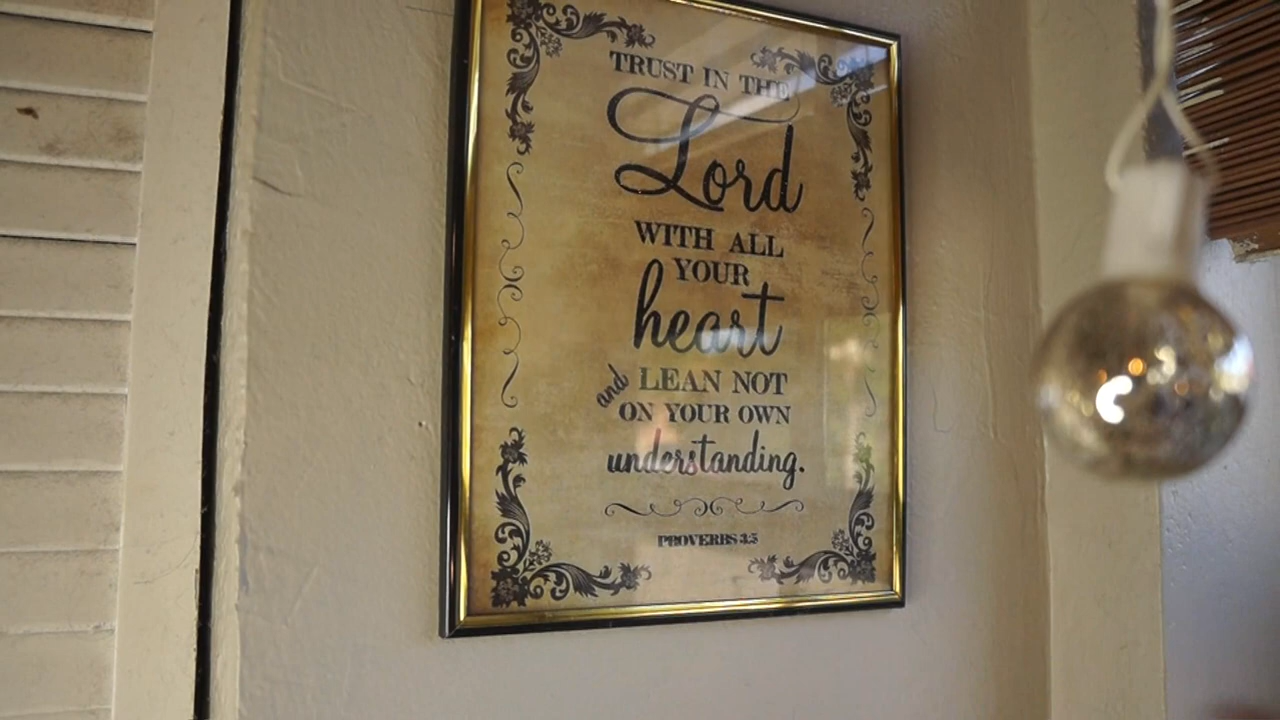 TRUST IN THE
Lord
WITH ALL
YOUR
heart
and LEAN NOT
ON YOUR OWN
understanding.
PROVERBS 3:5